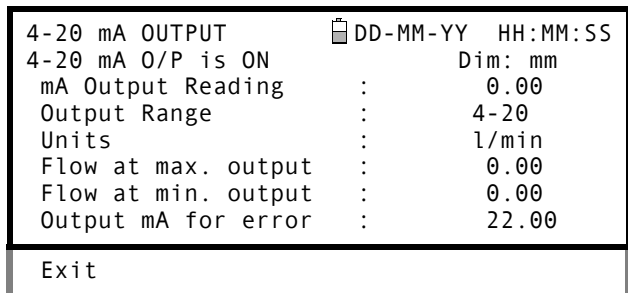 4-20 mA OUTPUT DD-MM-YY HH:MM:SS
4-20 mA O/P is ON Dim: mm
mA Output Reading : 0.00
Output Range : 4-20
Units : l/min
Flow at max. output : 0.00
Flow at min. output : 0.00
Output mA for error : 22.00
Exit